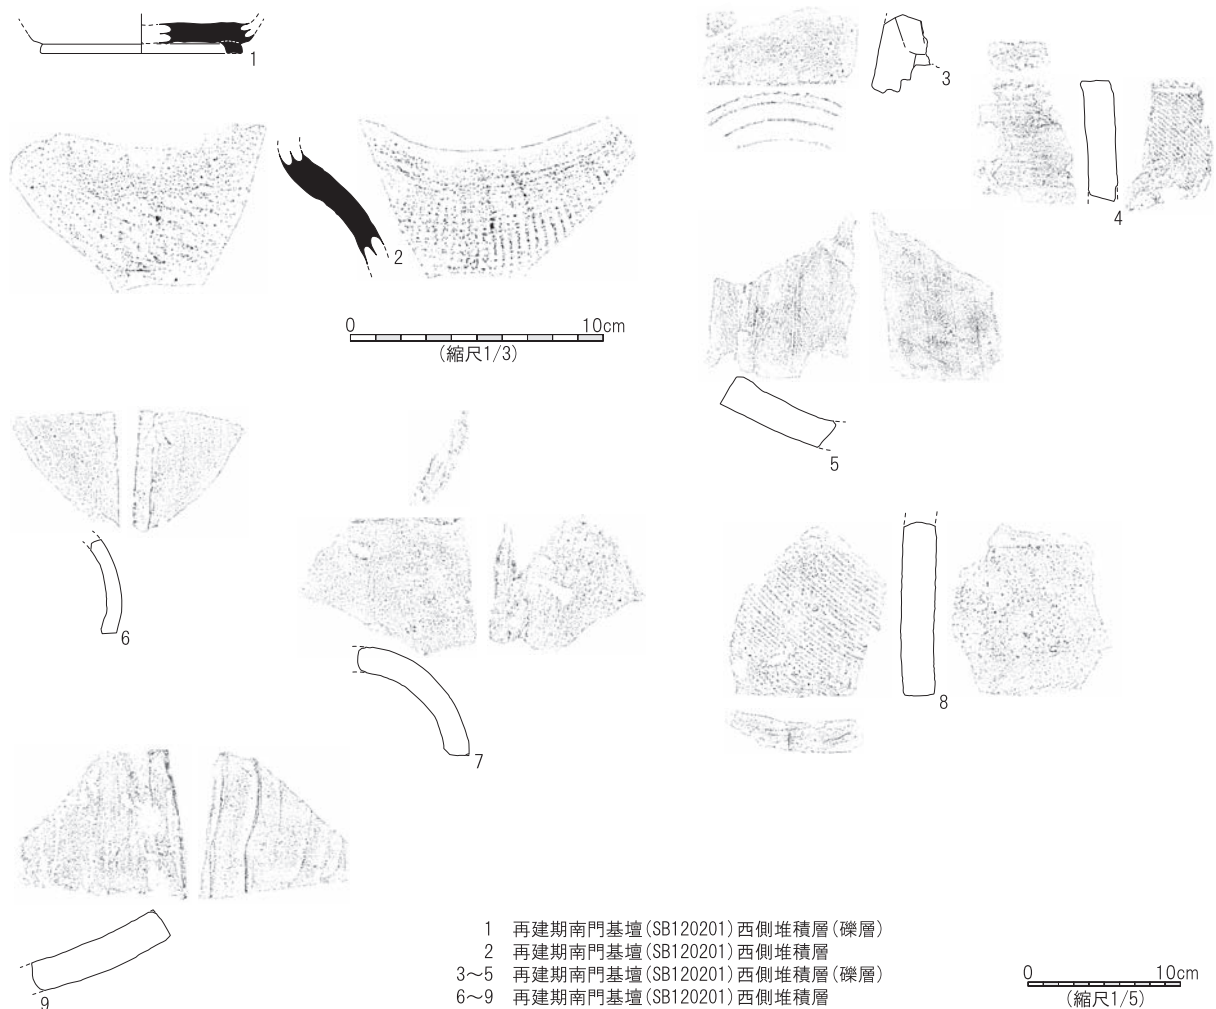 1
2
3
4
0 10cm
(縮尺1/3)
5
6
7
8
9
1 再建期南門基壇(SB120201)西側堆積層(礫層)
2 再建期南門基壇(SB120201)西側堆積層
3~5 再建期南門基壇(SB120201)西側堆積層(礫層)
6~9 再建期南門基壇(SB120201)西側堆積層
0 10cm
(縮尺1/5)